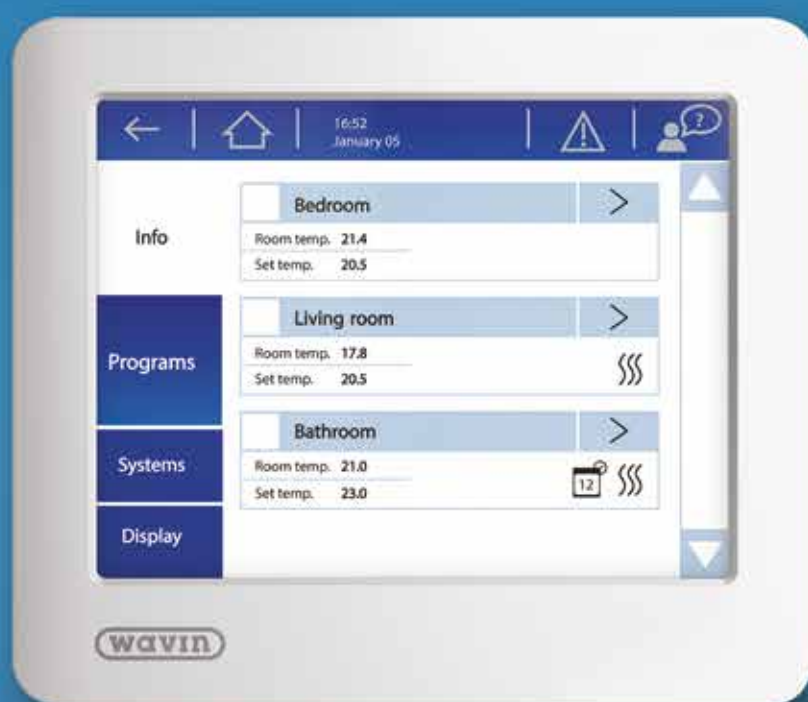 16:52
January 05
?
Info
Programs
Systems
Display
Bedroom
Room temp. 21.4
Set temp. 20.5
Living room
Room temp. 17.8
Set temp. 20.5
Bathroom
Room temp. 21.0
Set temp. 23.0
12
wavin